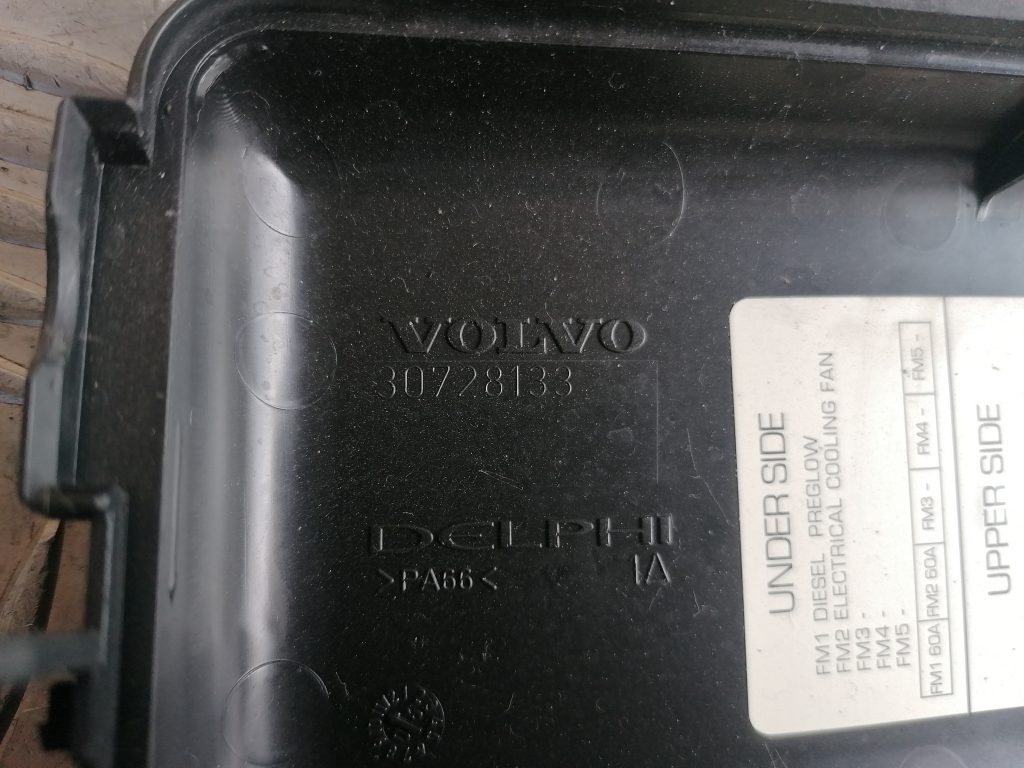 VOLVO
30728133
DELPHI
>PA66<
1A
UNDER SIDE
FM1 DIESEL PREGLOW
FM2 ELECTRICAL COOLING FAN
FM3 -
FM4 -
FM5 -
FM1 60A FM2 60A FM3 - FM4 - FM5 -
UPPER SIDE